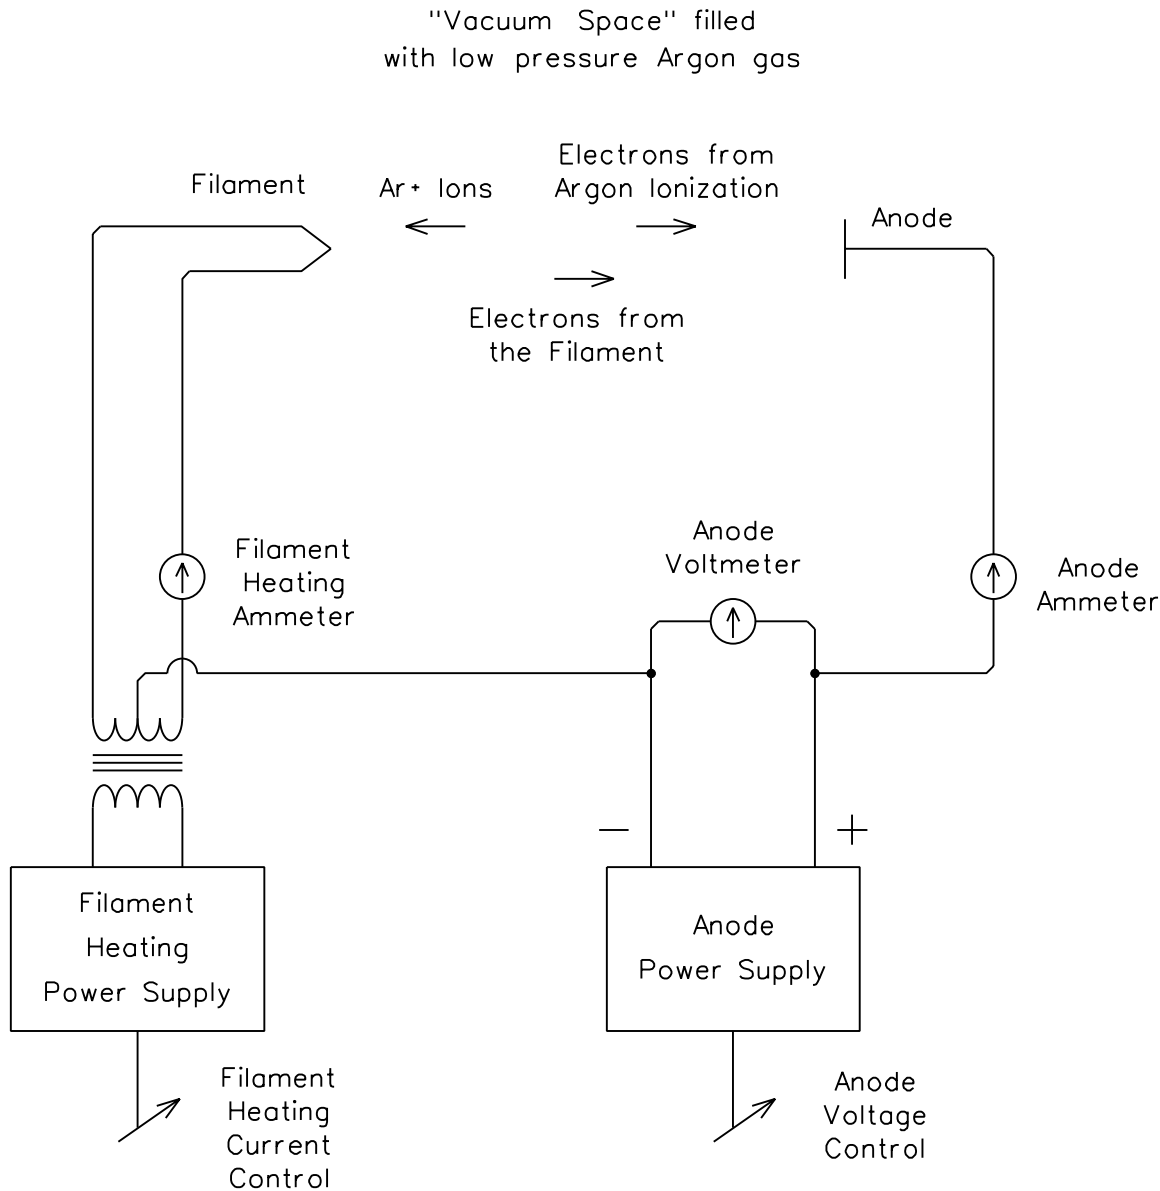 "Vacuum Space" filled
with low pressure Argon gas
Electrons from
Argon Ionization
Filament
Ar+ Ions
Anode
Electrons from
the Filament
Anode
Voltmeter
Filament
Heating
Ammeter
Anode
Ammeter
−
+
Filament
Heating
Power Supply
Anode
Power Supply
Filament
Heating
Current
Control
Anode
Voltage
Control